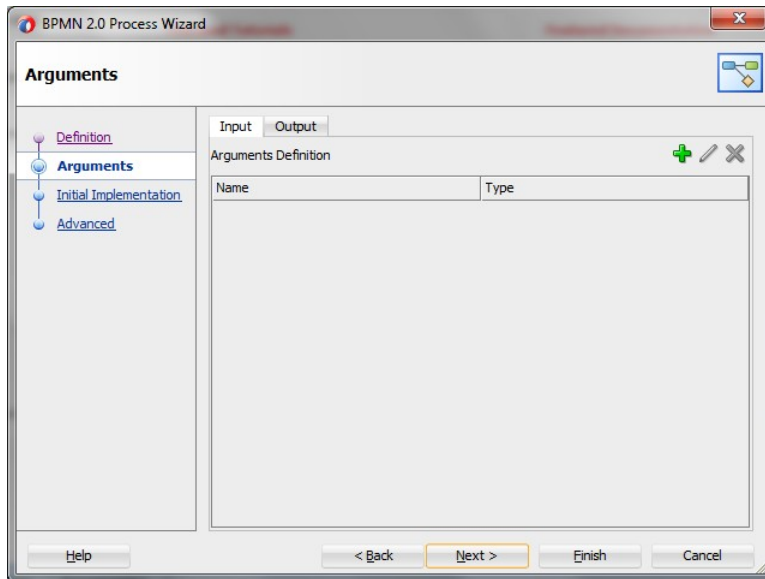 BPMN 2.0 Process Wizard
Arguments
Definition
Arguments
Initial Implementation
Advanced
Input Output
Arguments Definition
Name Type
Help < Back Next > Finish Cancel